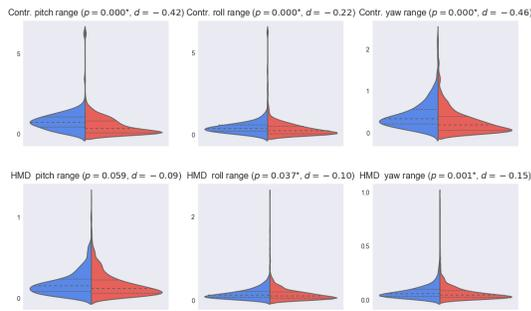 Contr. pitch range (p = 0.000*, d = −0.42)
Contr. roll range (p = 0.000*, d = −0.22)
Contr. yaw range (p = 0.000*, d = −0.46)
5
0
5
0
2
1
0
HMD pitch range (p = 0.059, d = −0.09)
HMD roll range (p = 0.037*, d = −0.10)
HMD yaw range (p = 0.001*, d = −0.15)
1
0
2
0
1.0
0.5
0.0